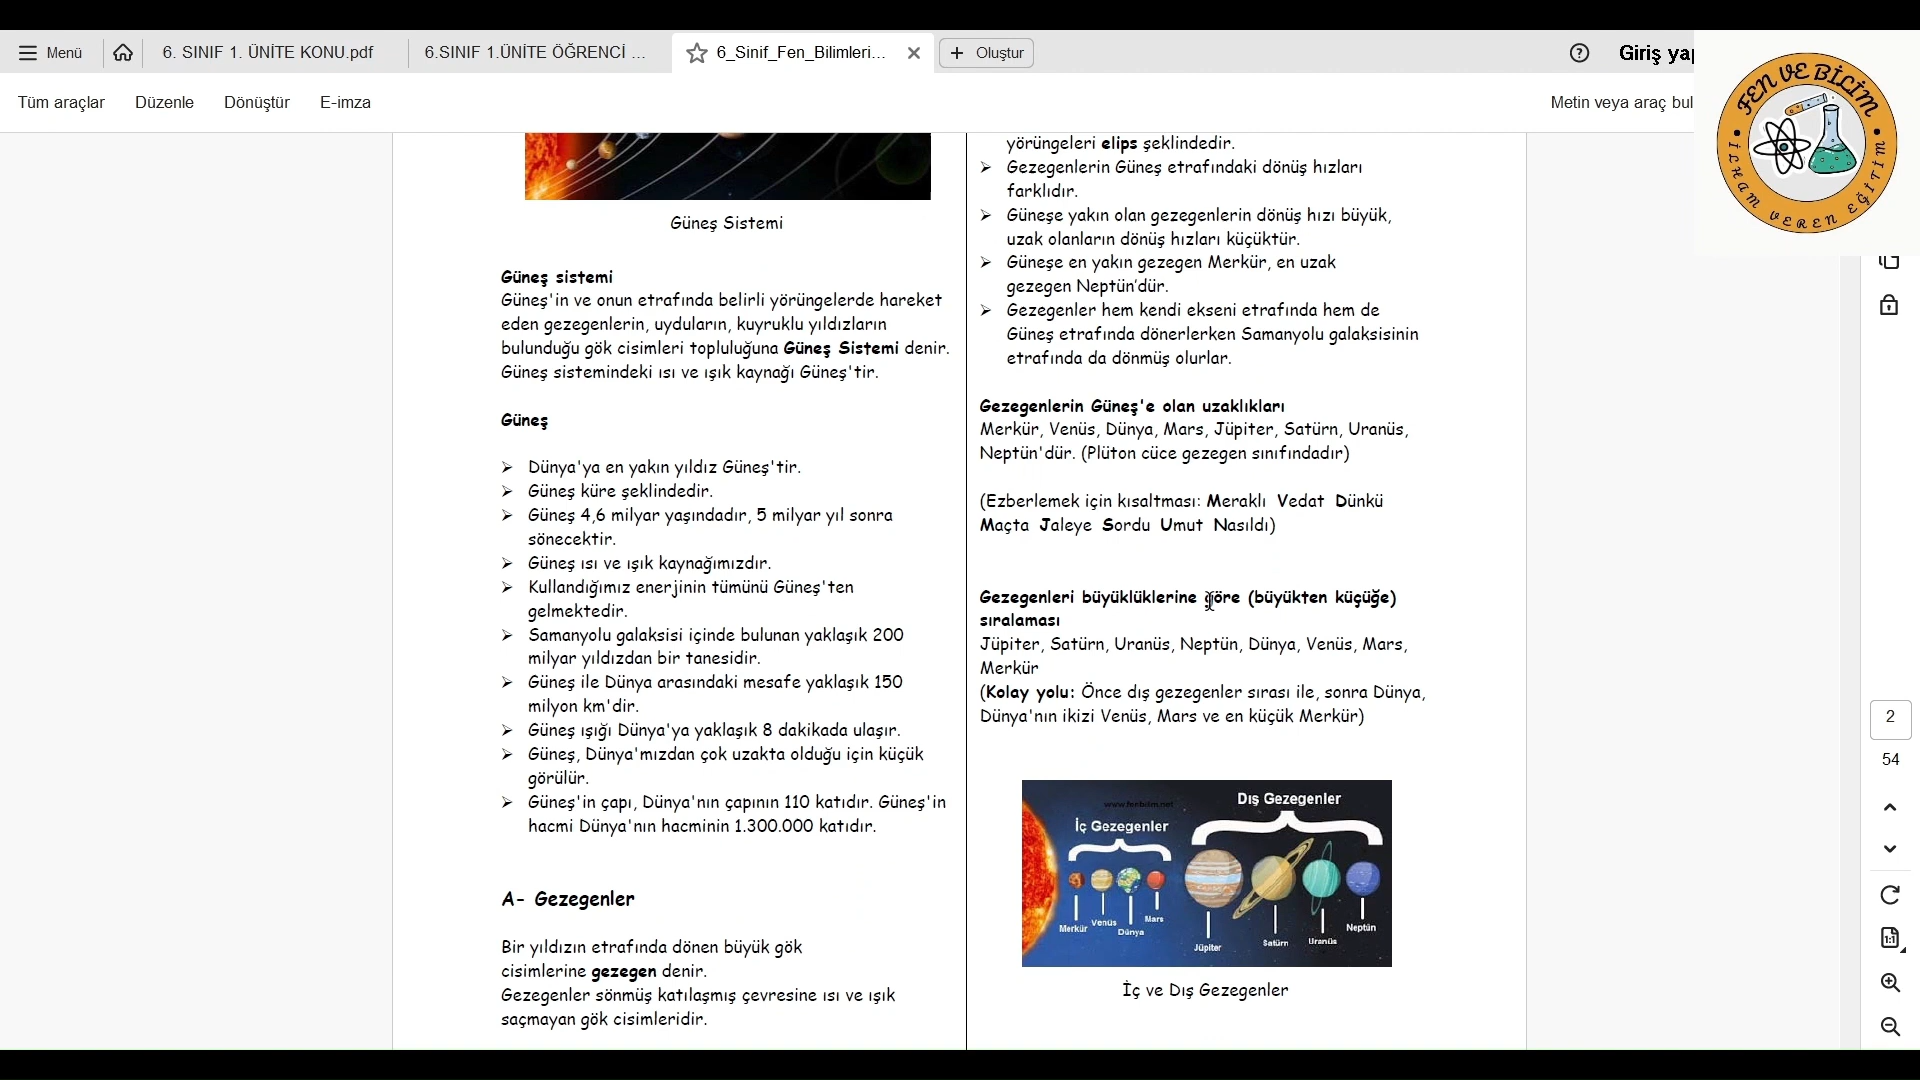 Menü
6. SINIF 1. ÜNİTE KONU.pdf
6.SINIF 1.ÜNİTE ÖĞRENCİ ...
6_Sinif_Fen_Bilimleri...
Oluştur
Giriş yap
Tüm araçlar
Düzenle
Dönüştür
E-imza
Metin veya araç bul
FEN VE BİLİM
İLHAM VEREN EĞİTİM
Güneş Sistemi
Güneş sistemi
Güneş'in ve onun etrafında belirli yörüngelerde hareket
eden gezegenlerin, uyduların, kuyruklu yıldızların
bulunduğu gök cisimleri topluluğuna Güneş Sistemi denir.
Güneş sistemindeki ısı ve ışık kaynağı Güneş'tir.
Güneş
➢ Dünya'ya en yakın yıldız Güneş'tir.
➢ Güneş küre şeklindedir.
➢ Güneş 4,6 milyar yaşındadır, 5 milyar yıl sonra
sönecektir.
➢ Güneş ısı ve ışık kaynağımızdır.
➢ Kullandığımız enerjinin tümünü Güneş'ten
gelmektedir.
➢ Samanyolu galaksisi içinde bulunan yaklaşık 200
milyar yıldızdan bir tanesidir.
➢ Güneş ile Dünya arasındaki mesafe yaklaşık 150
milyon km'dir.
➢ Güneş ışığı Dünya'ya yaklaşık 8 dakikada ulaşır.
➢ Güneş, Dünya'mızdan çok uzakta olduğu için küçük
görülür.
➢ Güneş'in çapı, Dünya'nın çapının 110 katıdır. Güneş'in
hacmi Dünya'nın hacminin 1.300.000 katıdır.
A- Gezegenler
Bir yıldızın etrafında dönen büyük gök
cisimlerine gezegen denir.
Gezegenler sönmüş katılaşmış çevresine ısı ve ışık
saçmayan gök cisimleridir.
yörüngeleri elips şeklindedir.
➢ Gezegenlerin Güneş etrafındaki dönüş hızları
farklıdır.
➢ Güneşe yakın olan gezegenlerin dönüş hızı büyük,
uzak olanların dönüş hızları küçüktür.
➢ Güneşe en yakın gezegen Merkür, en uzak
gezegen Neptün’dür.
➢ Gezegenler hem kendi ekseni etrafında hem de
Güneş etrafında dönerlerken Samanyolu galaksisinin
etrafında da dönmüş olurlar.
Gezegenlerin Güneş'e olan uzaklıkları
Merkür, Venüs, Dünya, Mars, Jüpiter, Satürn, Uranüs,
Neptün'dür. (Plüton cüce gezegen sınıfındadır)
(Ezberlemek için kısaltması: Meraklı Vedat Dünkü
Maçta Jaleye Sordu Umut Nasıldı)
Gezegenleri büyüklüklerine göre (büyükten küçüğe)
sıralaması
Jüpiter, Satürn, Uranüs, Neptün, Dünya, Venüs, Mars,
Merkür
(Kolay yolu: Önce dış gezegenler sırası ile, sonra Dünya,
Dünya'nın ikizi Venüs, Mars ve en küçük Merkür)
www.fenbilim.net
Dış Gezegenler
İç Gezegenler
Merkür
Venüs
Dünya
Mars
Jüpiter
Satürn
Uranüs
Neptün
İç ve Dış Gezegenler
2
54
1:1